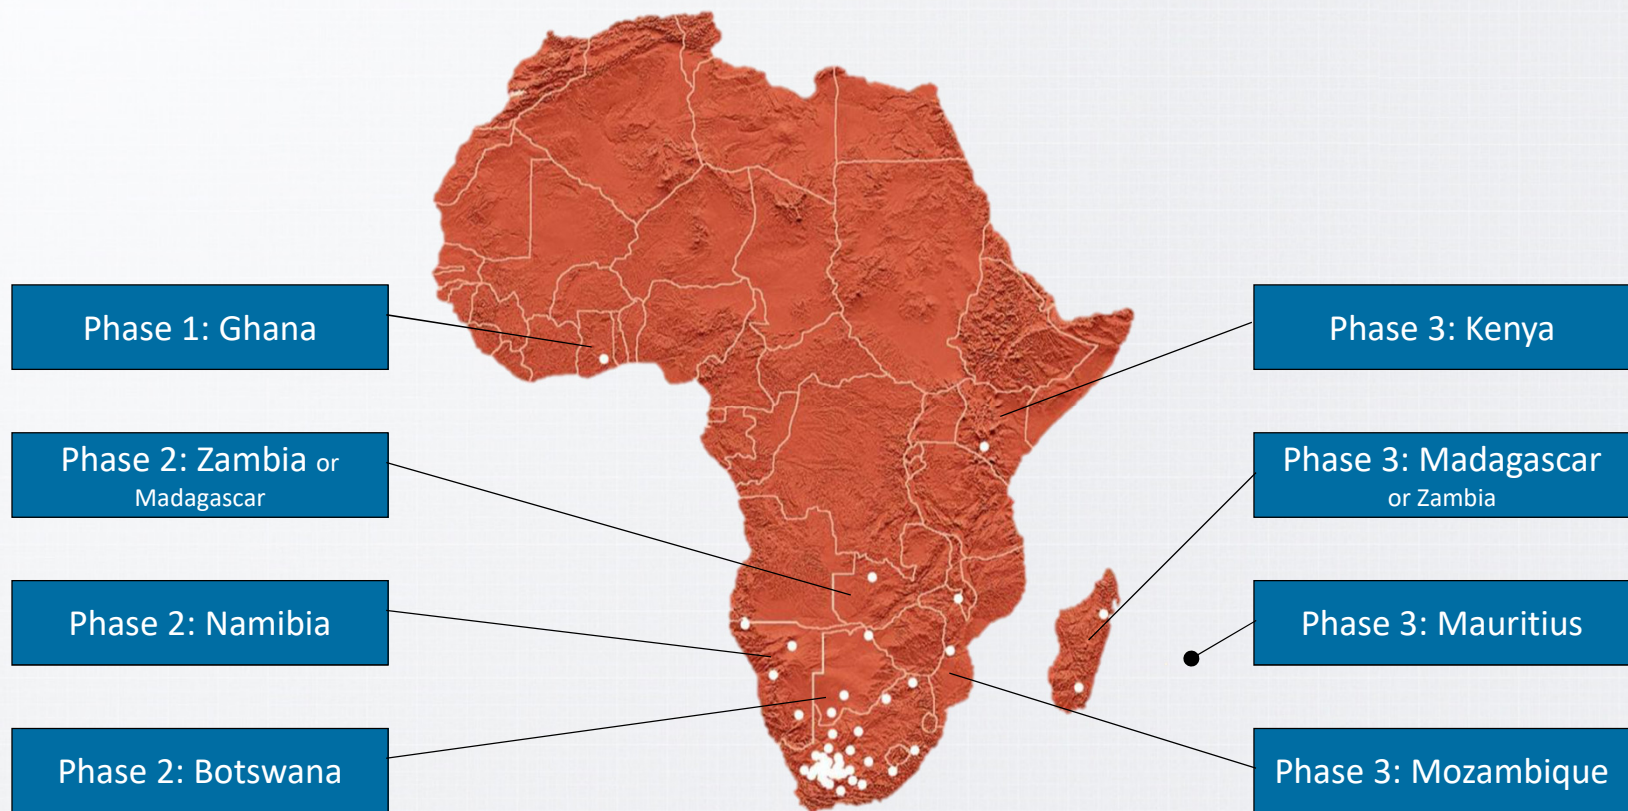 Phase 1: Ghana
Phase 2: Zambia or
Madagascar
Phase 2: Namibia
Phase 2: Botswana
Phase 3: Kenya
Phase 3: Madagascar
or Zambia
Phase 3: Mauritius
Phase 3: Mozambique